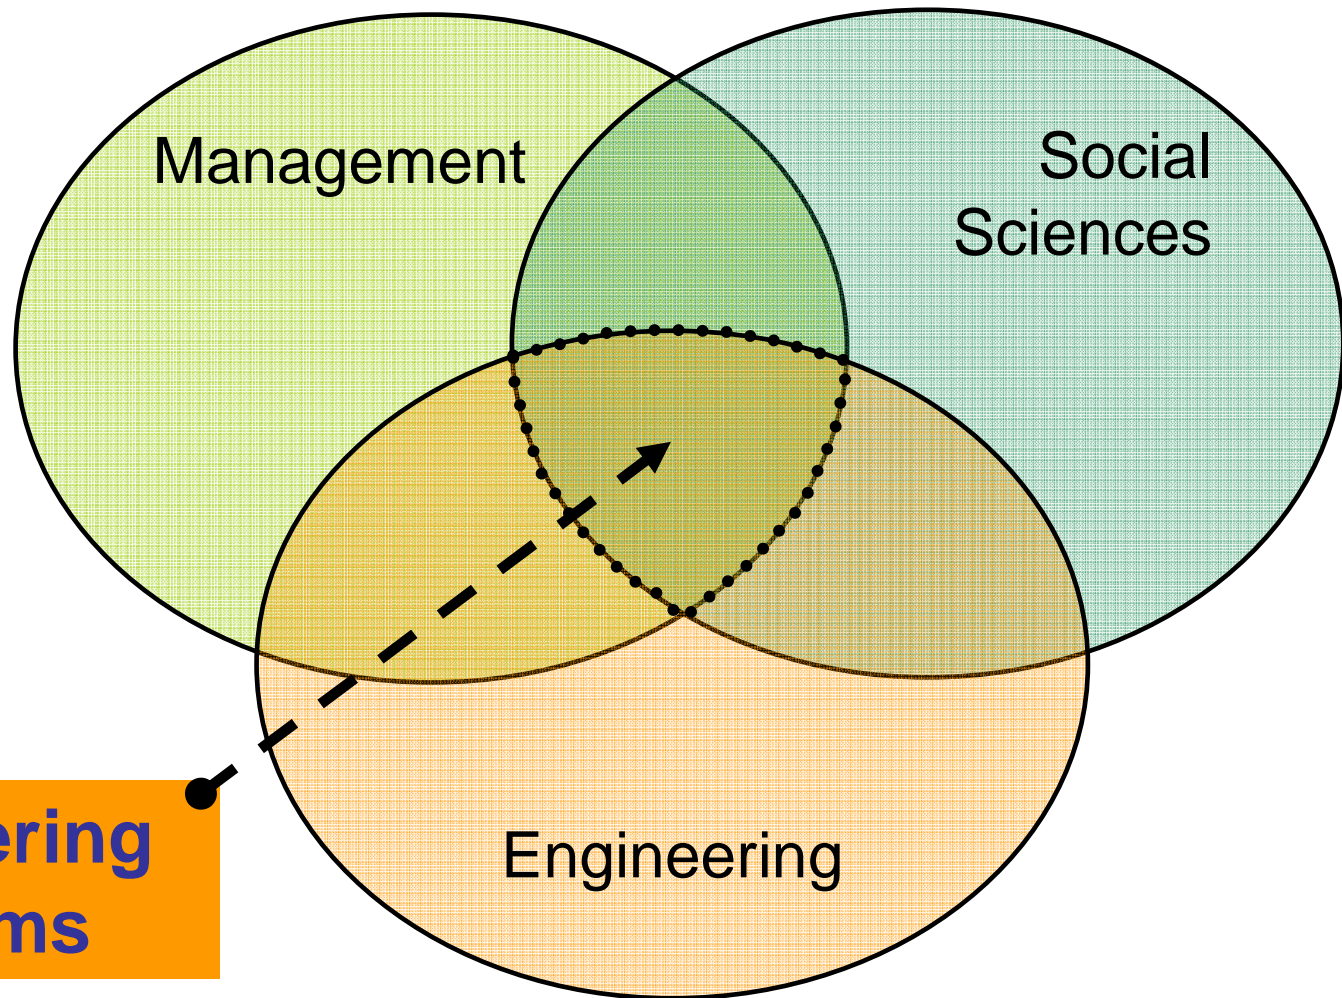 Management
Social
Sciences
Engineering
ering
ms